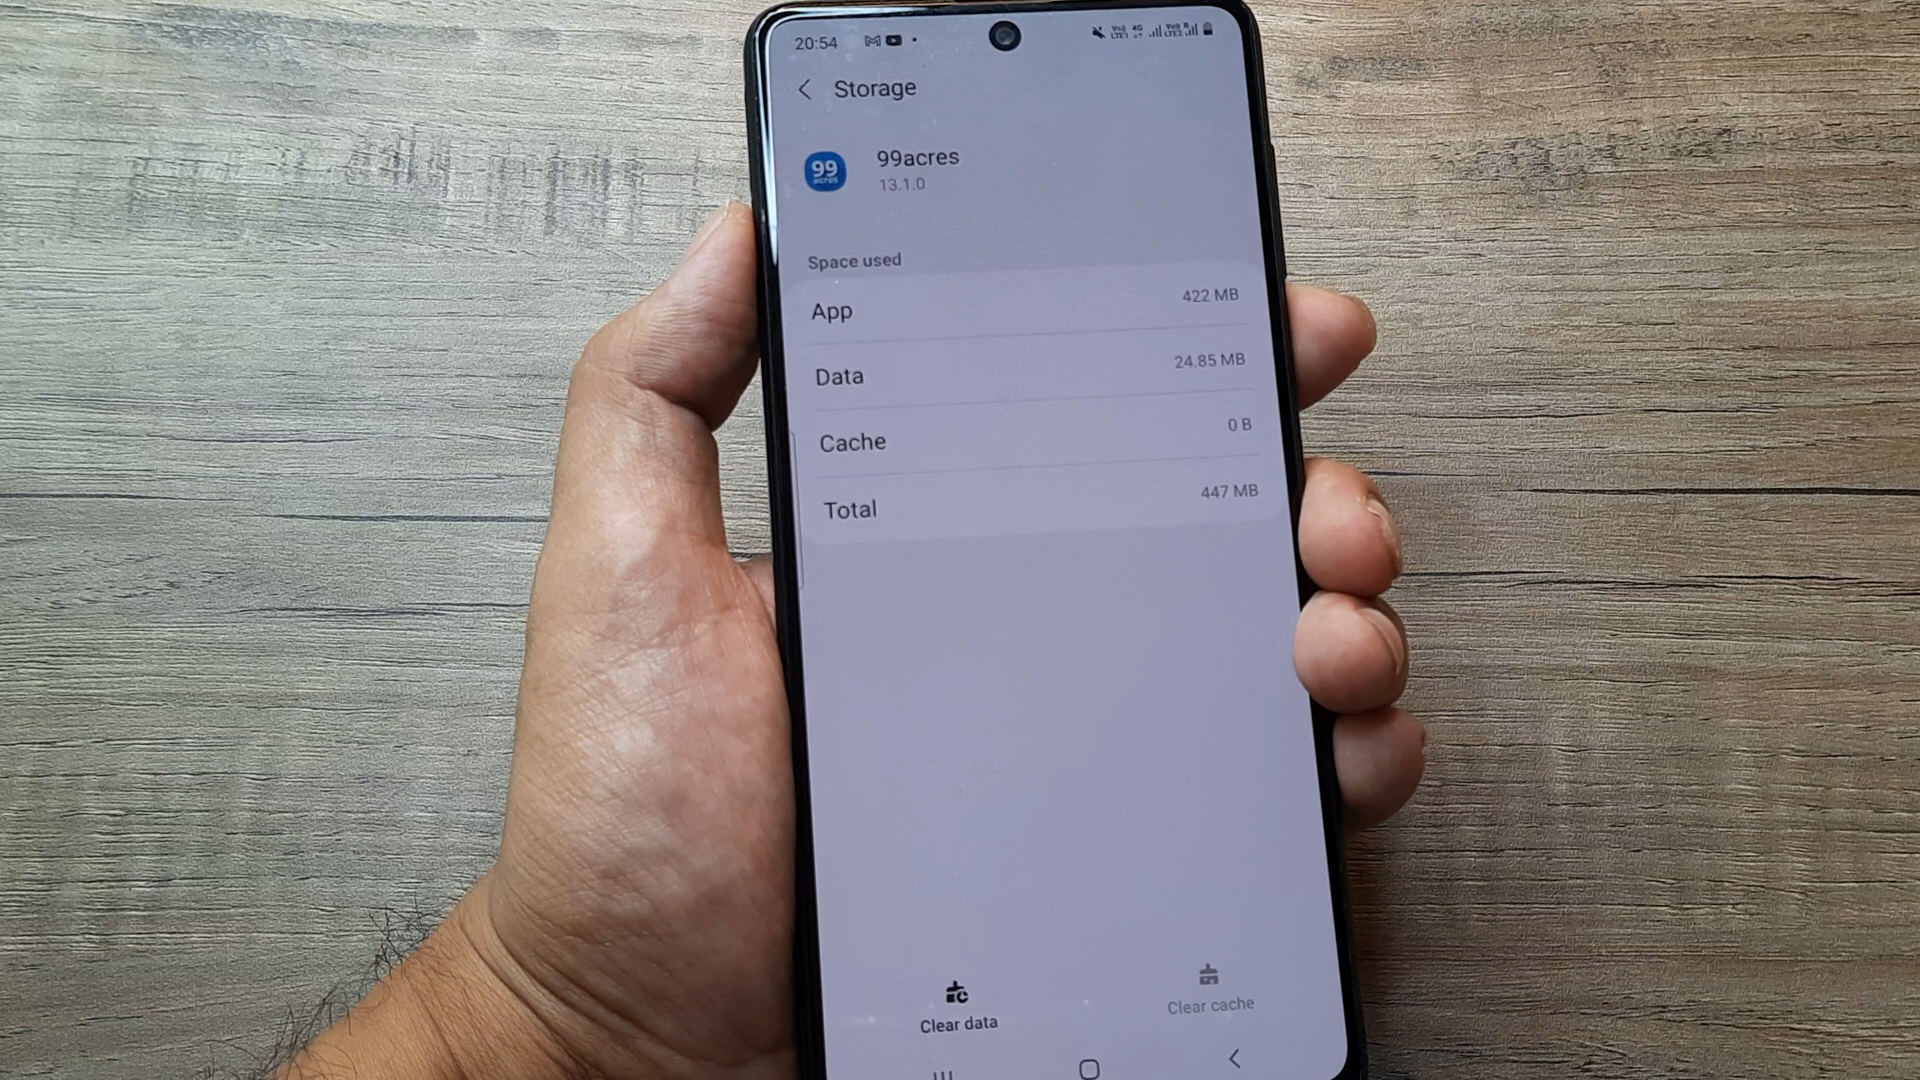 20:54
Storage
99
acres
99acres
13.1.0
Space used
App 422 MB
Data 24.85 MB
Cache 0 B
Total 447 MB
Clear data
Clear cache